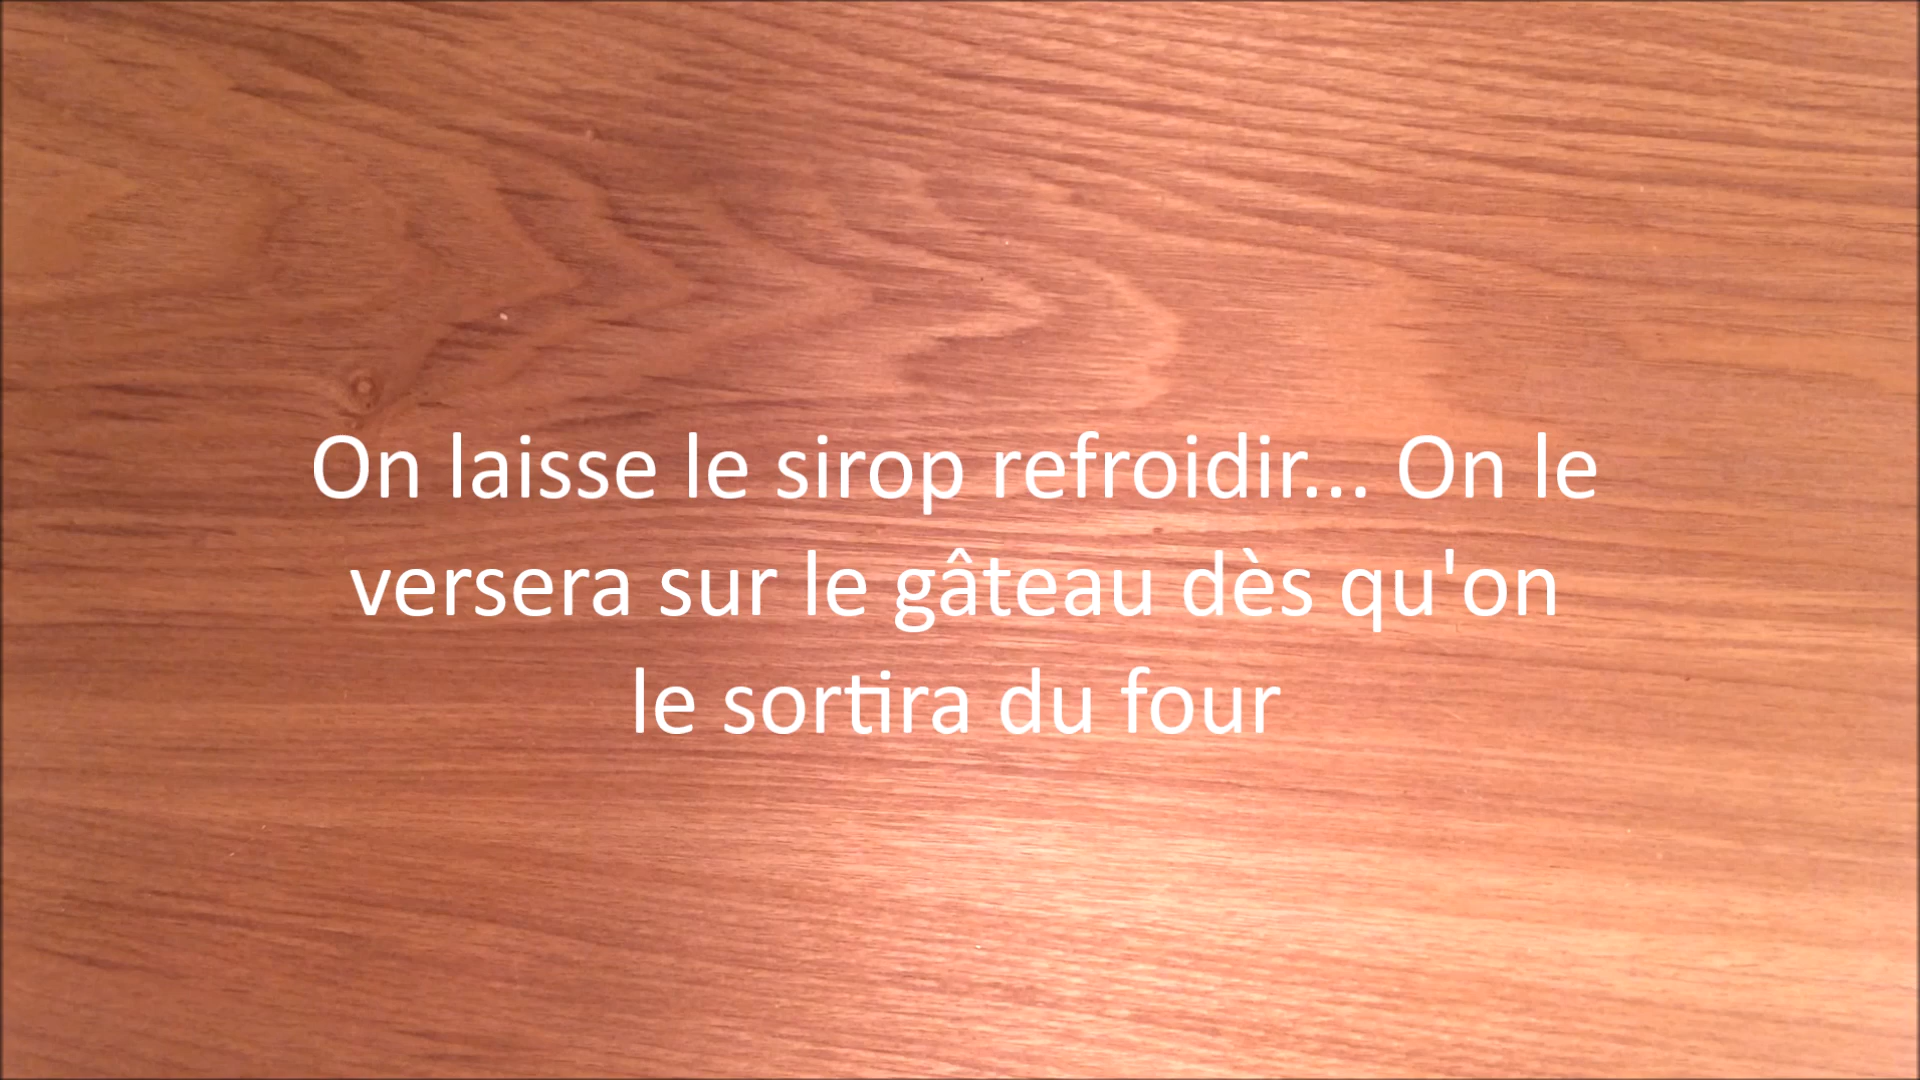 On laisse le sirop refroidir... On le
versera sur le gâteau dès qu'on
le sortira du four